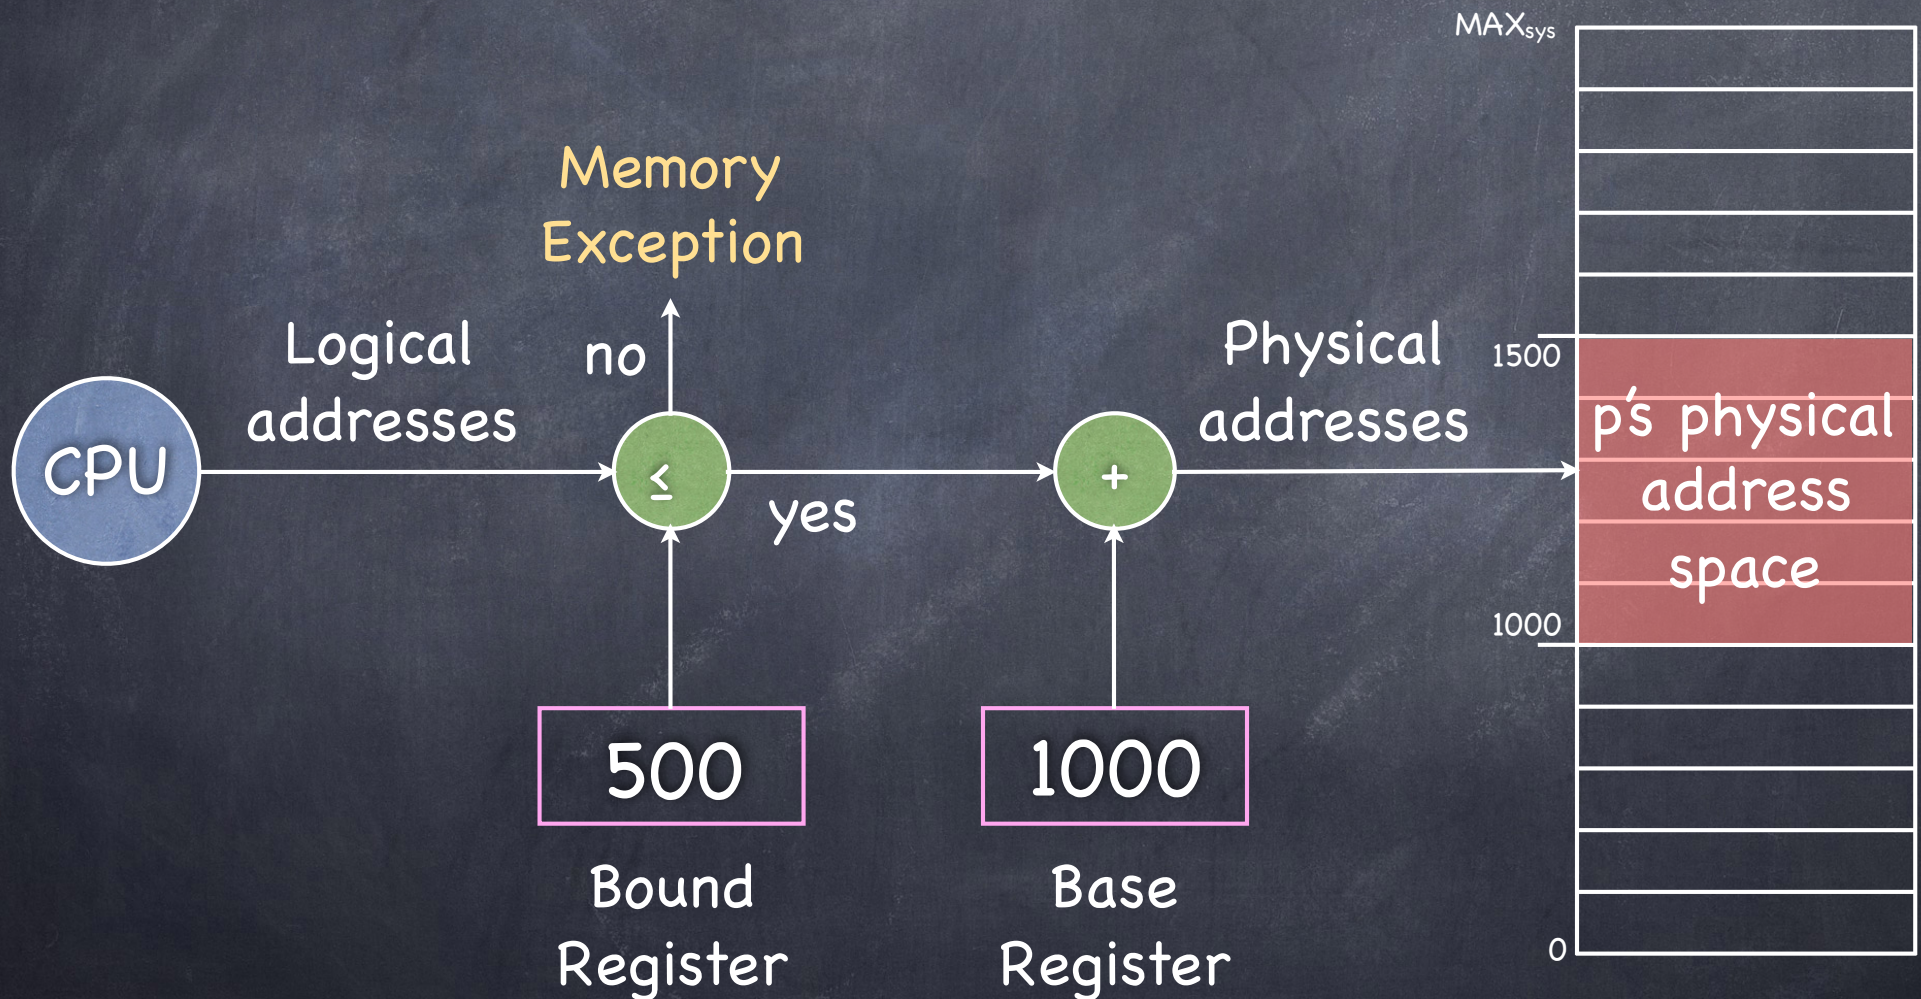 MAXsys
Memory
Exception
Logical
addresses
no
Physical
addresses
1500
CPU
≤
yes
+
p's physical
address
space
1000
500
1000
Bound
Register
Base
Register
0